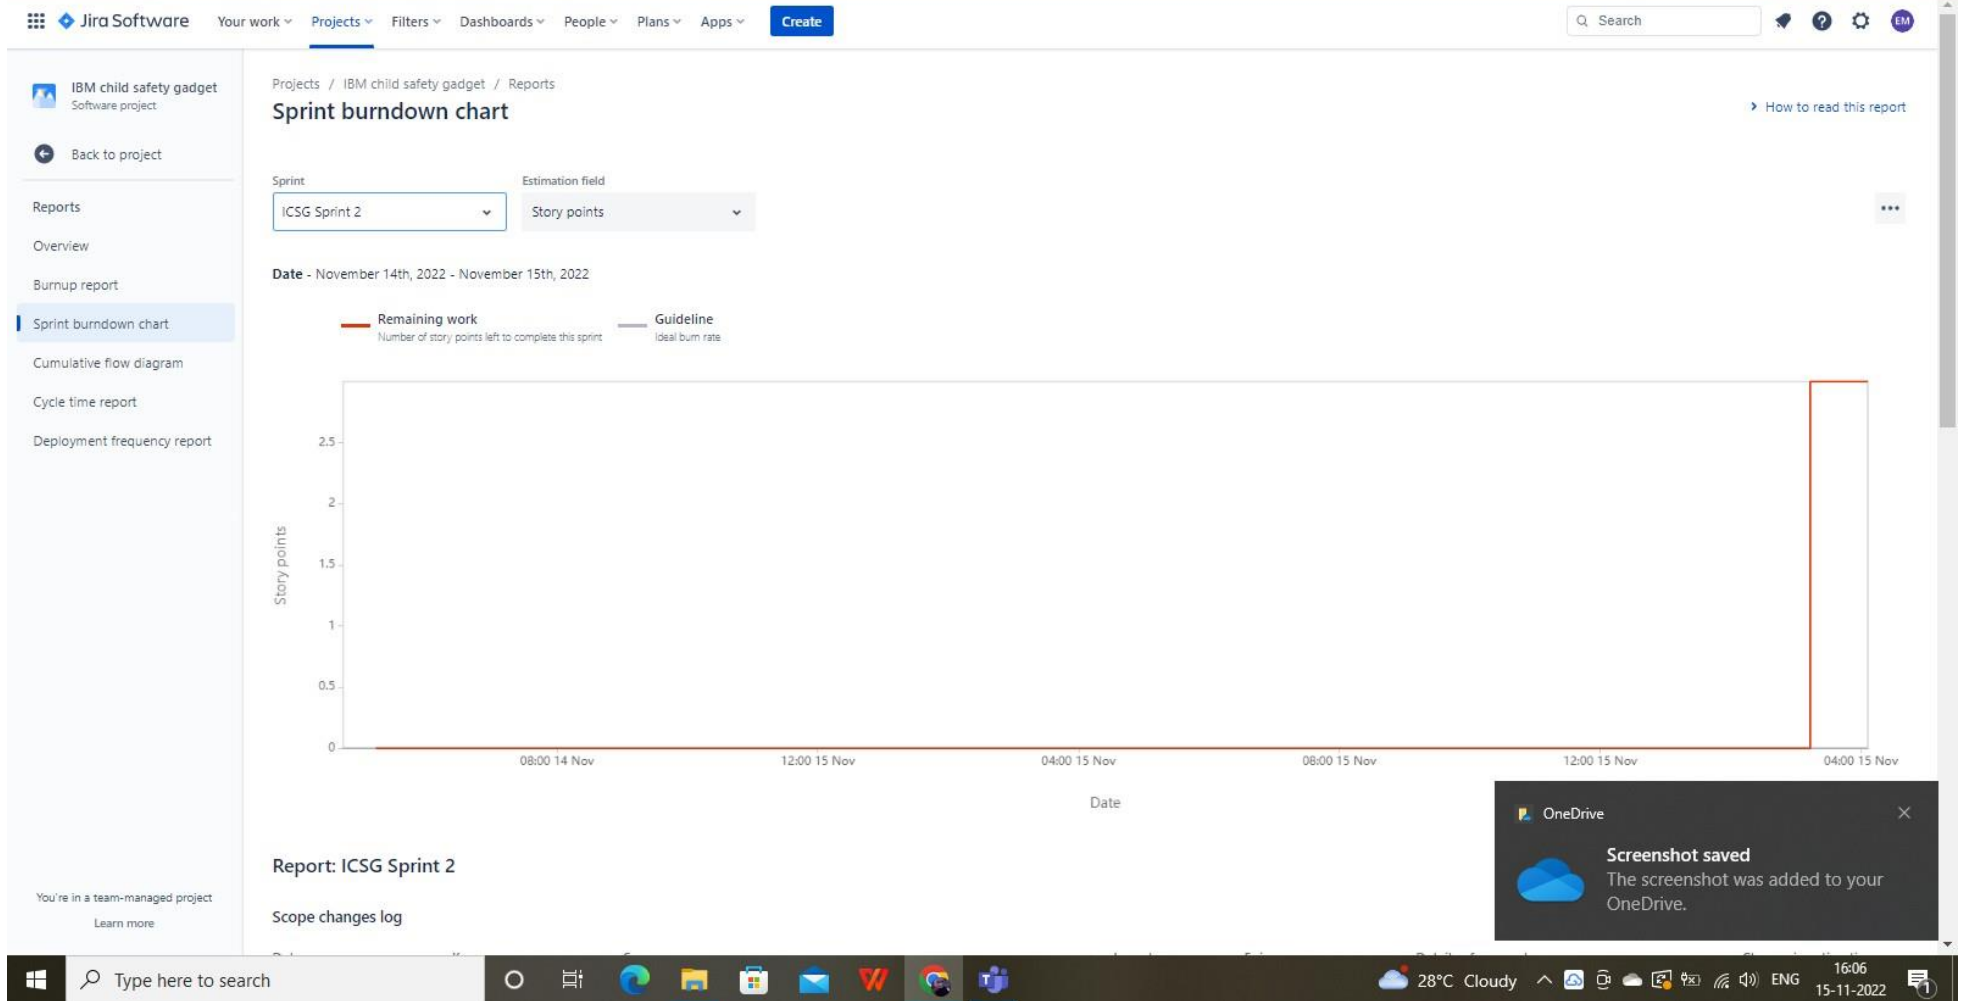 Jira Software Your work Projects Filters Dashboards People Plans Apps Create Search EM
IBM child safety gadget
Software project
Back to project
Reports
Overview
Burnup report
Sprint burndown chart
Cumulative flow diagram
Cycle time report
Deployment frequency report
You're in a team-managed project
Learn more
Projects / IBM child safety gadget / Reports
Sprint burndown chart
How to read this report
Sprint Estimation field
ICSG Sprint 2 Story points
Date - November 14th, 2022 - November 15th, 2022
Remaining work Guideline
Number of story points left to complete this sprint Ideal burn rate
2.5
2
1.5
1
0.5
0
Story points
08:00 14 Nov 12:00 15 Nov 04:00 15 Nov 08:00 15 Nov 12:00 15 Nov 04:00 15 Nov
Date
Report: ICSG Sprint 2
Scope changes log
OneDrive
Screenshot saved
The screenshot was added to your
OneDrive.
Type here to search
28°C Cloudy ENG
16:06
15-11-2022
1